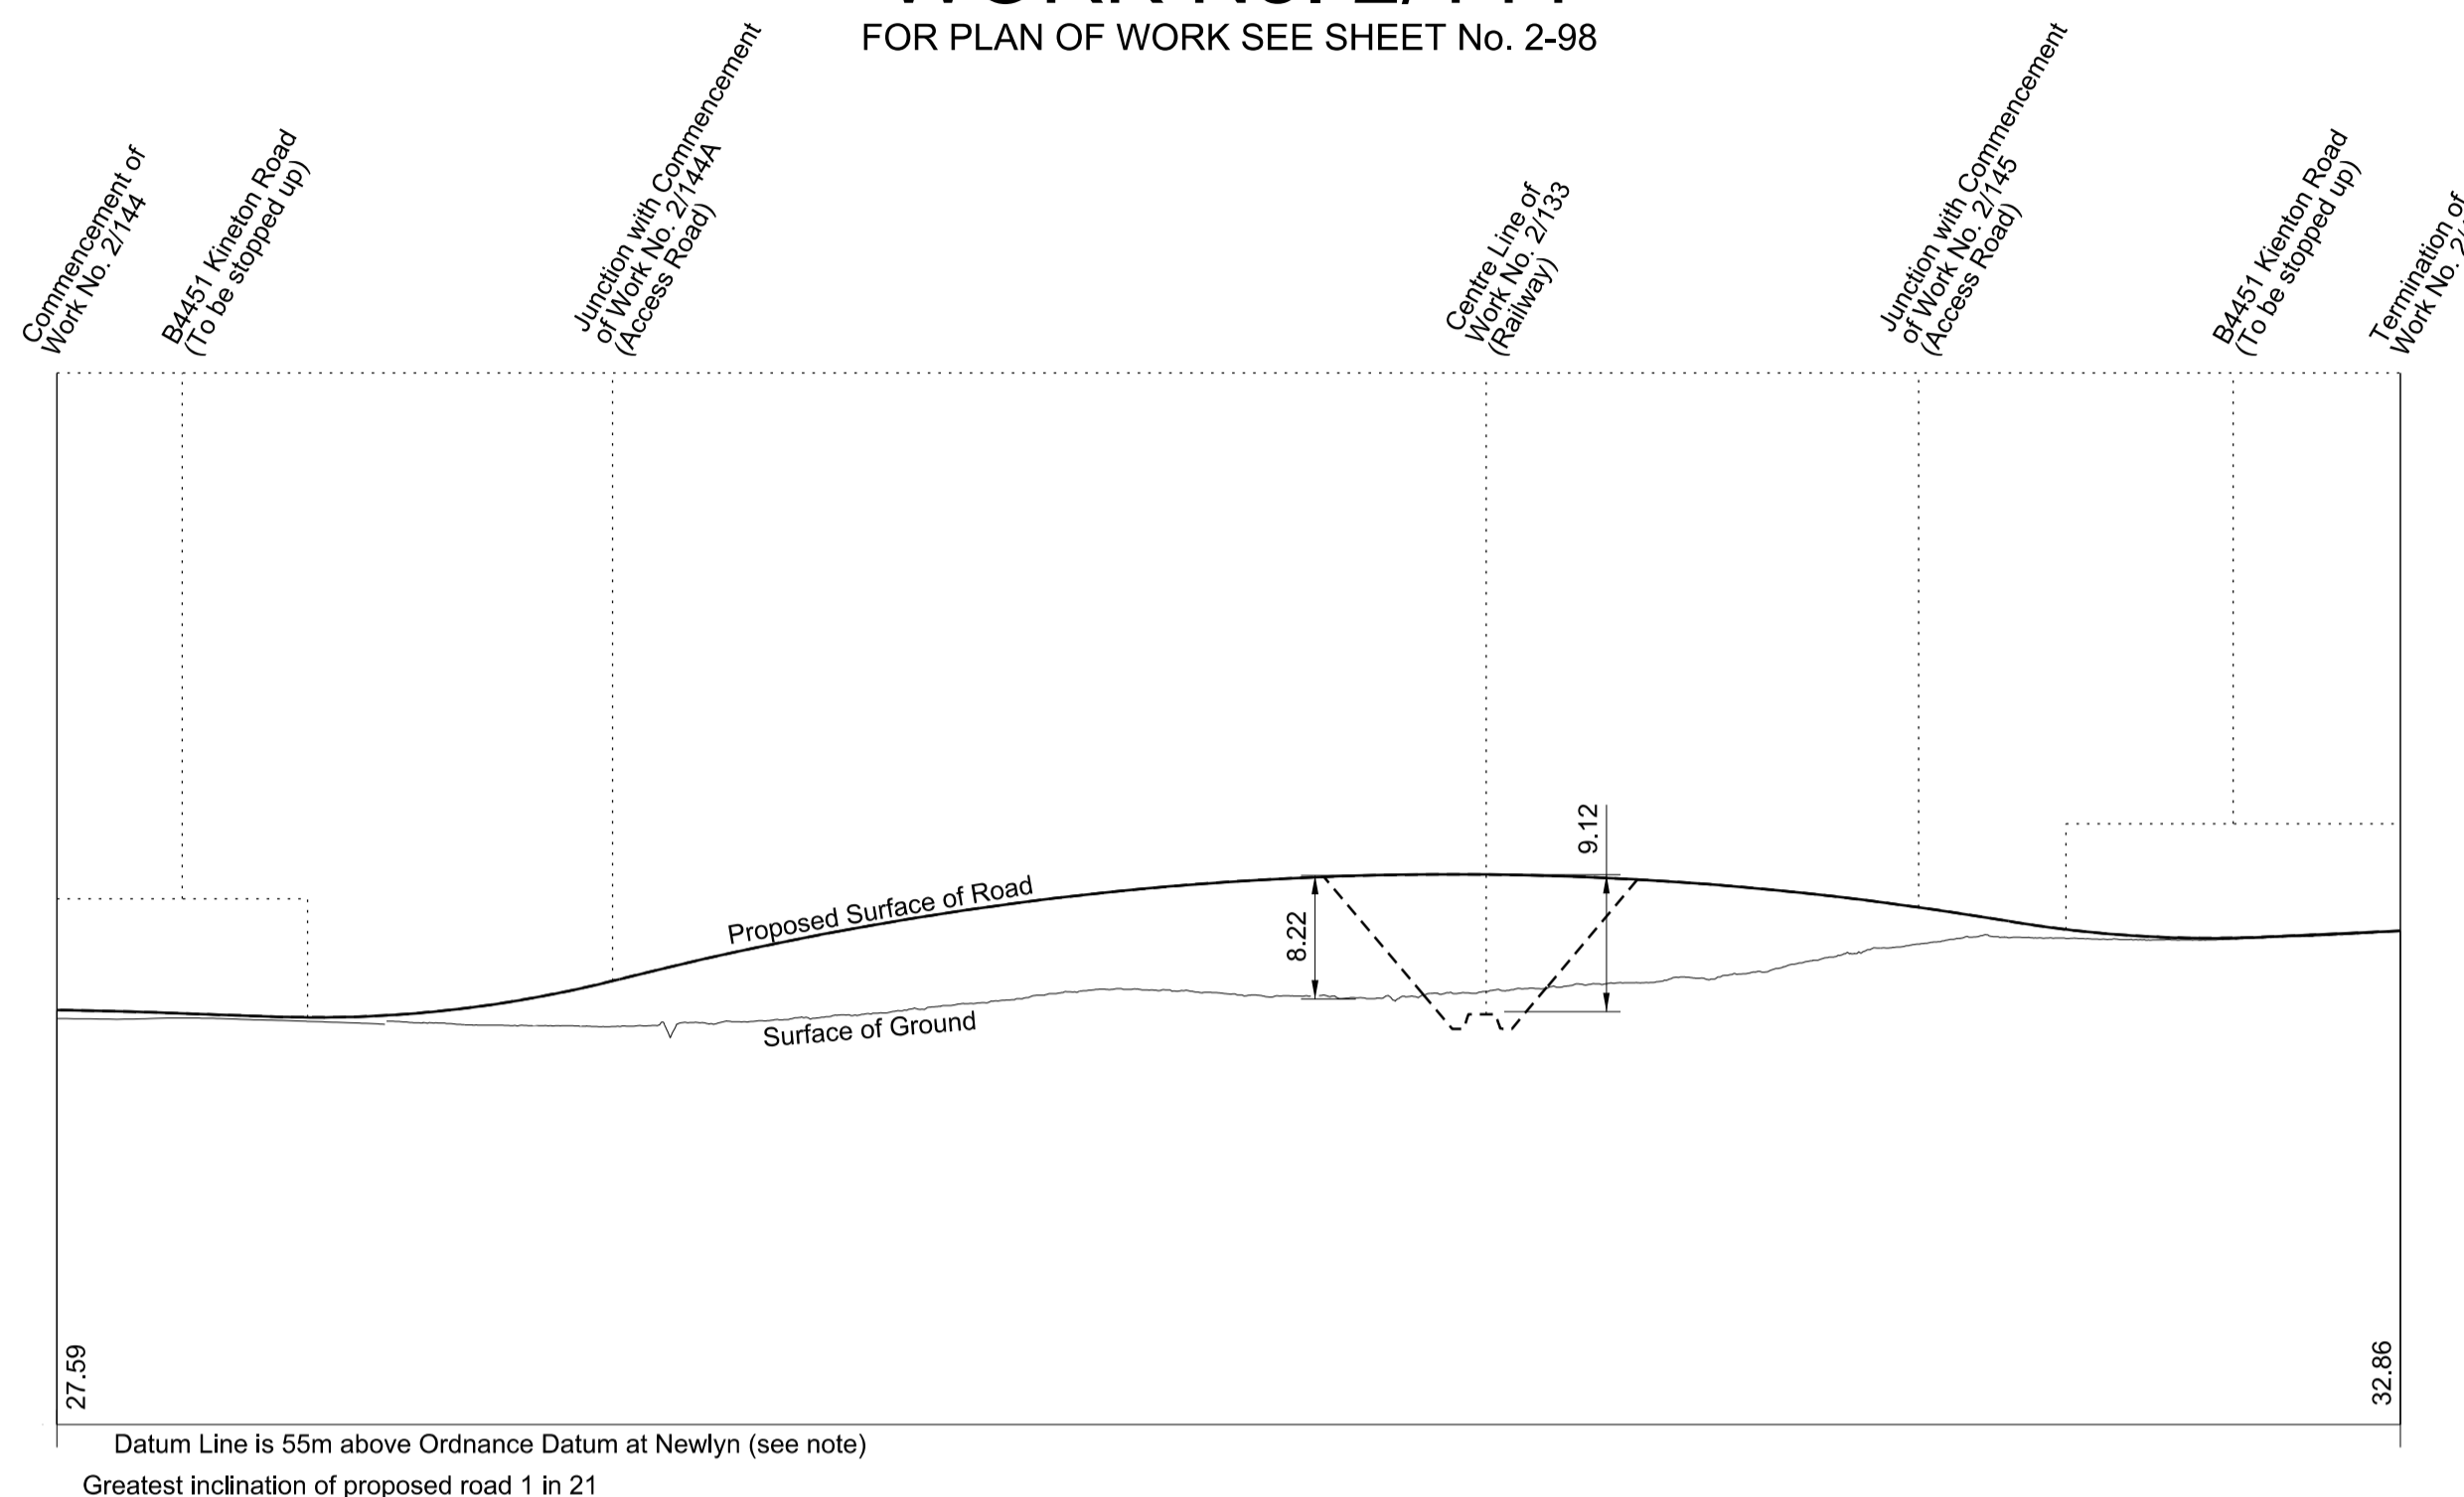 FOR PLAN OF WORK SEE SHEET No. 2-98
Commencement of
Work No. 2/144
B4451 Kineton Road
(To be stopped up)
Junction with Commencement
of Work No. 2/144A
(Access Road)
Centre Line of
Work No. 2/133
(Railway)
Junction with Commencement
of Work No. 2/145
(Access Road)
B4451 Kienton Road
(To be stopped up)
Termination of
Work No.
9.12
8.22
Proposed Surface of Road
Surface of Ground
27.59
32.86
Datum Line is 55m above Ordnance Datum at Newlyn (see note)
Greatest inclination of proposed road 1 in 21